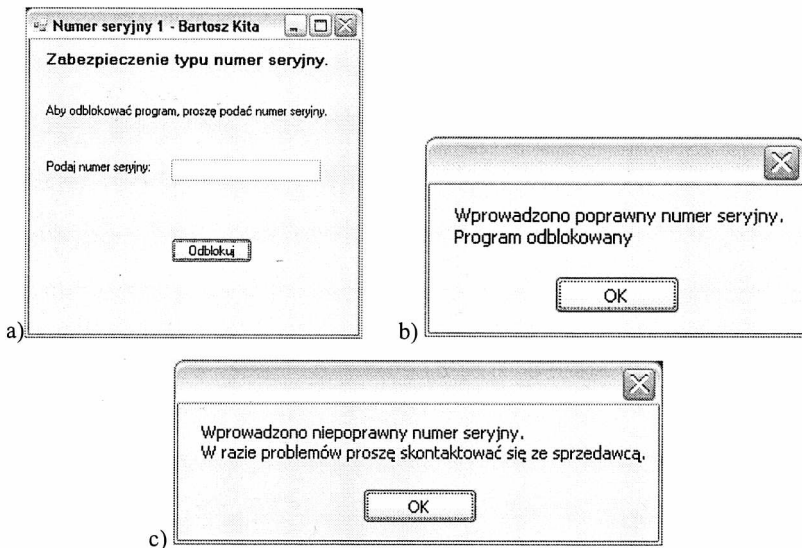 Numer seryjny 1 - Bartosz Kita
Zabezpieczenie typu numer seryjny.
Aby odblokować program, proszę podać numer seryjny.
Podaj numer seryjny:
Odblokuj
a)
Wprowadzono poprawny numer seryjny.
Program odblokowany
OK
b)
Wprowadzono niepoprawny numer seryjny.
W razie problemów proszę skontaktować się ze sprzedawcą.
OK
c)